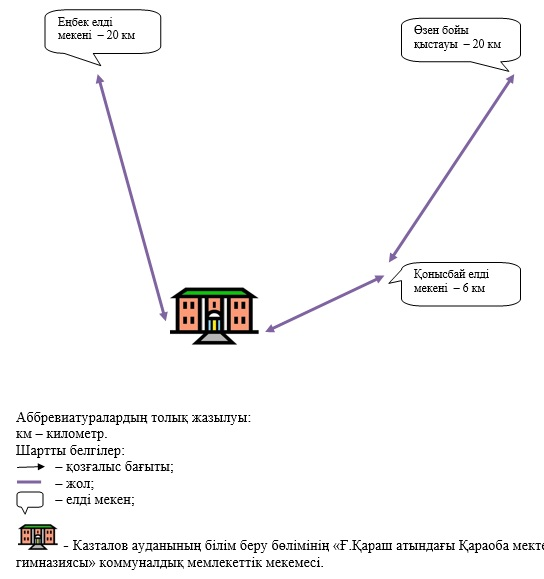 Еңбек елді
мекені – 20 км
Өзен бойы
қыстауы – 20 км
Қонысбай елді
мекені – 6 км
Аббревиатуралардың толық жазылуы:
км – километр.
Шартты белгілер:
– қозғалыс бағыты;
– жол;
– елді мекен;
- Казталов ауданының білім беру бөлімінің «Ғ.Қараш атындағы Қараоба мекте
гимназиясы» коммуналдық мемлекеттік мекемесі.